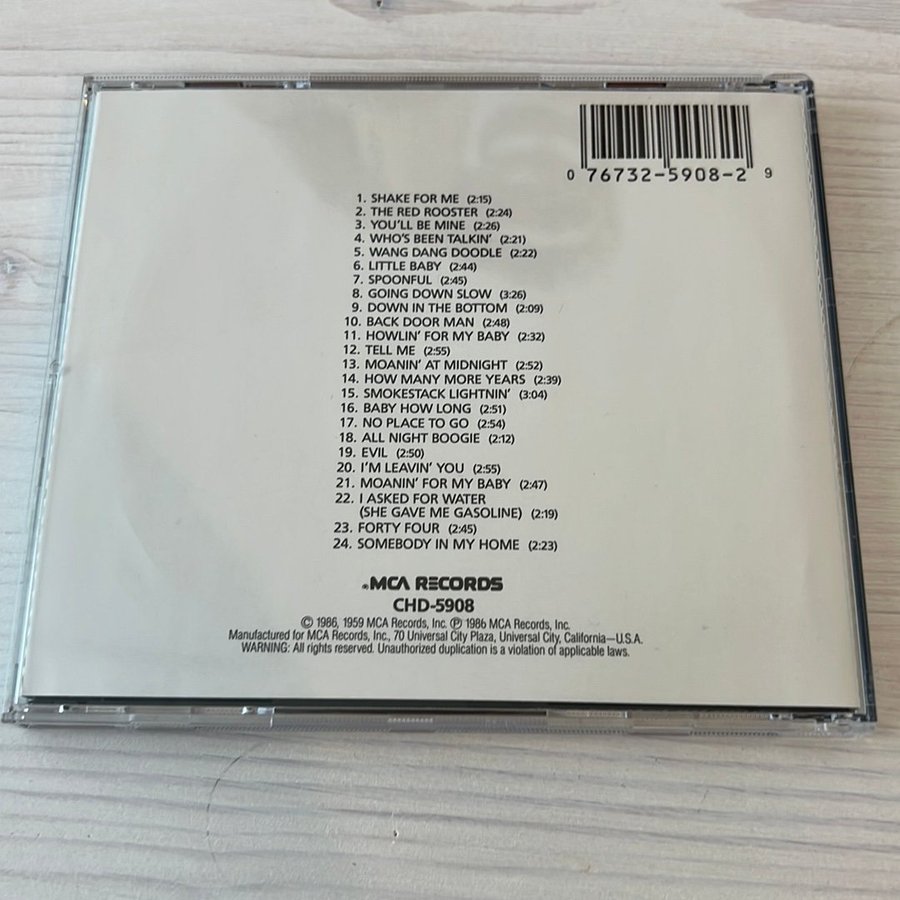 0 76732-5908-2 9
1. SHAKE FOR ME (2:15)
2. THE RED ROOSTER (2:24)
3. YOU'LL BE MINE (2:26)
4. WHO'S BEEN TALKIN' (2:21)
5. WANG DANG DOODLE (2:22)
6. LITTLE BABY (2:44)
7. SPOONFUL (2:45)
8. GOING DOWN SLOW (3:26)
9. DOWN IN THE BOTTOM (2:09)
10. BACK DOOR MAN (2:48)
11. HOWLIN' FOR MY BABY (2:32)
12. TELL ME (2:55)
13. MOANIN' AT MIDNIGHT (2:52)
14. HOW MANY MORE YEARS (2:39)
15. SMOKESTACK LIGHTNIN' (3:04)
16. BABY HOW LONG (2:51)
17. NO PLACE TO GO (2:54)
18. ALL NIGHT BOOGIE (2:12)
19. EVIL (2:50)
20. I'M LEAVIN' YOU (2:55)
21. MOANIN' FOR MY BABY (2:47)
22. I ASKED FOR WATER
(SHE GAVE ME GASOLINE) (2:19)
23. FORTY FOUR (2:45)
24. SOMEBODY IN MY HOME (2:23)
MCA RECORDS
CHD-5908
© 1986, 1959 MCA Records, Inc. ℗ 1986 MCA Records, Inc.
Manufactured for MCA Records, Inc., 70 Universal City Plaza, Universal City, California—U.S.A.
WARNING: All rights reserved. Unauthorized duplication is a violation of applicable laws.